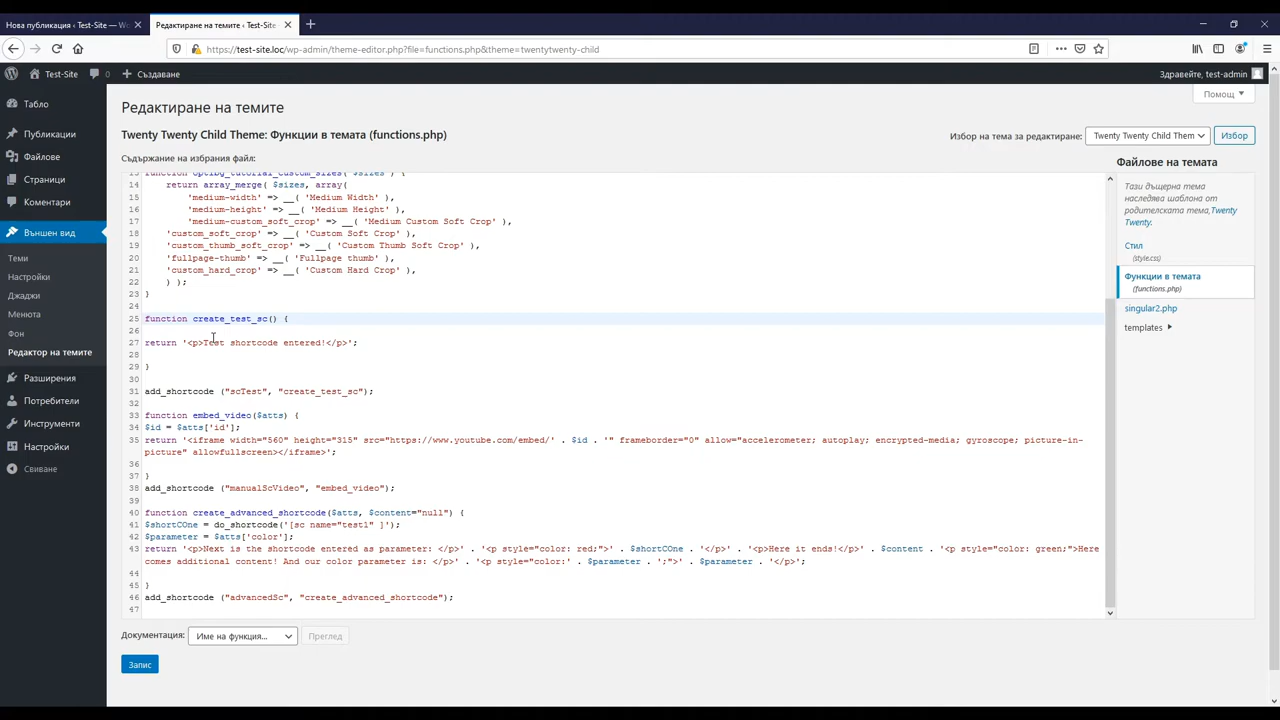 Нова публикация ‹ Test-Site — Wo
Редактиране на темите ‹ Test-Site
https://test-site.loc/wp-admin/theme-editor.php?file=functions.php&theme=twentytwenty-child
Test-Site
0
Създаване
Здравейте, test-admin
Табло
Публикации
Файлове
Страници
Коментари
Външен вид
Теми
Настройки
Джаджи
Менюта
Фон
Редактор на темите
Разширения
Потребители
Инструменти
Настройки
Свиване
Помощ
Редактиране на темите
Twenty Twenty Child Theme: Функции в темата (functions.php)
Избор на тема за редактиране:
Twenty Twenty Child Them
Избор
Съдържание на избрания файл:
13 function optibg_tutorial_custom_sizes( $sizes ) {
14 return array_merge( $sizes, array(
15 'medium-width' => __( 'Medium Width' ),
16 'medium-height' => __( 'Medium Height' ),
17 'medium-custom_soft_crop' => __( 'Medium Custom Soft Crop' ),
18 'custom_soft_crop' => __( 'Custom Soft Crop' ),
19 'custom_thumb_soft_crop' => __( 'Custom Thumb Soft Crop' ),
20 'fullpage-thumb' => __( 'Fullpage thumb' ),
21 'custom_hard_crop' => __( 'Custom Hard Crop' ),
22 ) );
23 }
24
25 function create_test_sc() {
26
27 return '<p>Test shortcode entered!</p>';
28
29 }
30
31 add_shortcode ("scTest", "create_test_sc");
32
33 function embed_video($atts) {
34 $id = $atts['id'];
35 return '<iframe width="560" height="315" src="https://www.youtube.com/embed/' . $id . '" frameborder="0" allow="accelerometer; autoplay; encrypted-media; gyroscope; picture-in-
picture" allowfullscreen></iframe>';
36
37 }
38 add_shortcode ("manualScVideo", "embed_video");
39
40 function create_advanced_shortcode($atts, $content="null") {
41 $shortCOne = do_shortcode('[sc name="test1" ]');
42 $parameter = $atts['color'];
43 return '<p>Next is the shortcode entered as parameter: </p>' . '<p style="color: red;">' . $shortCOne . '</p>' . '<p>Here it ends!</p>' . $content . '<p style="color: green;">Here
comes additional content! And our color parameter is: </p>' . '<p style="color:' . $parameter . ';">' . $parameter . '</p>';
44
45 }
46 add_shortcode ("advancedSc", "create_advanced_shortcode");
47
Файлове на темата
Тази дъщерна тема
наследява шаблона от
родителската тема,Twenty
Twenty.
Стил
(style.css)
Функции в темата
(functions.php)
singular2.php
templates
Документация:
Име на функция...
Преглед
Запис